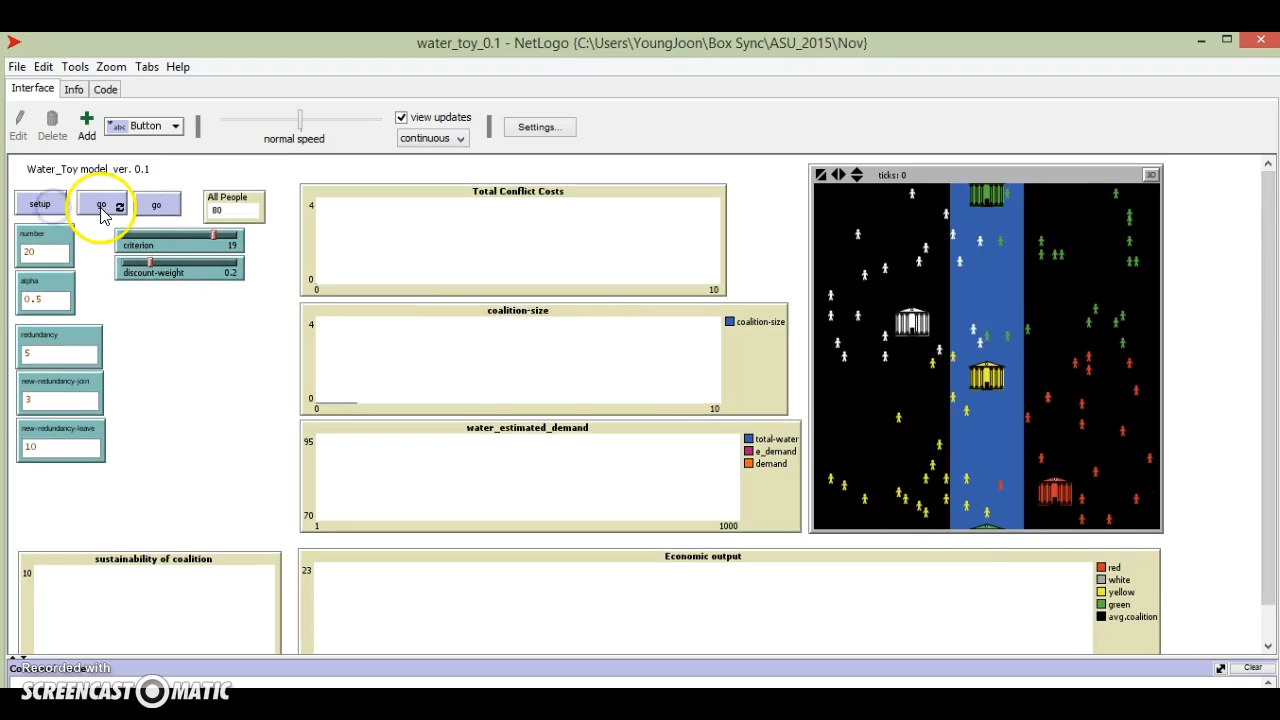 water_toy_0.1 - NetLogo {C:\Users\YoungJoon\Box Sync\ASU_2015\Nov}
File Edit Tools Zoom Tabs Help
Interface Info Code
Edit Delete Add abc Button normal speed view updates continuous Settings...
Water_Toy model_ver. 0.1
setup go go
All People
80
number
20
criterion 19
discount-weight 0.2
alpha
0.5
redundancy
5
new-redundancy-join
3
new-redundancy-leave
10
Total Conflict Costs
4
0
0 10
coalition-size
4
0
0 10
coalition-size
water_estimated_demand
95
70
1 1000
total-water
e_demand
demand
ticks: 0
3D
sustainability of coalition
10
Economic output
23
red
white
yellow
green
avg.coalition
Clear
Recorded with
SCREENCAST-O-MATIC